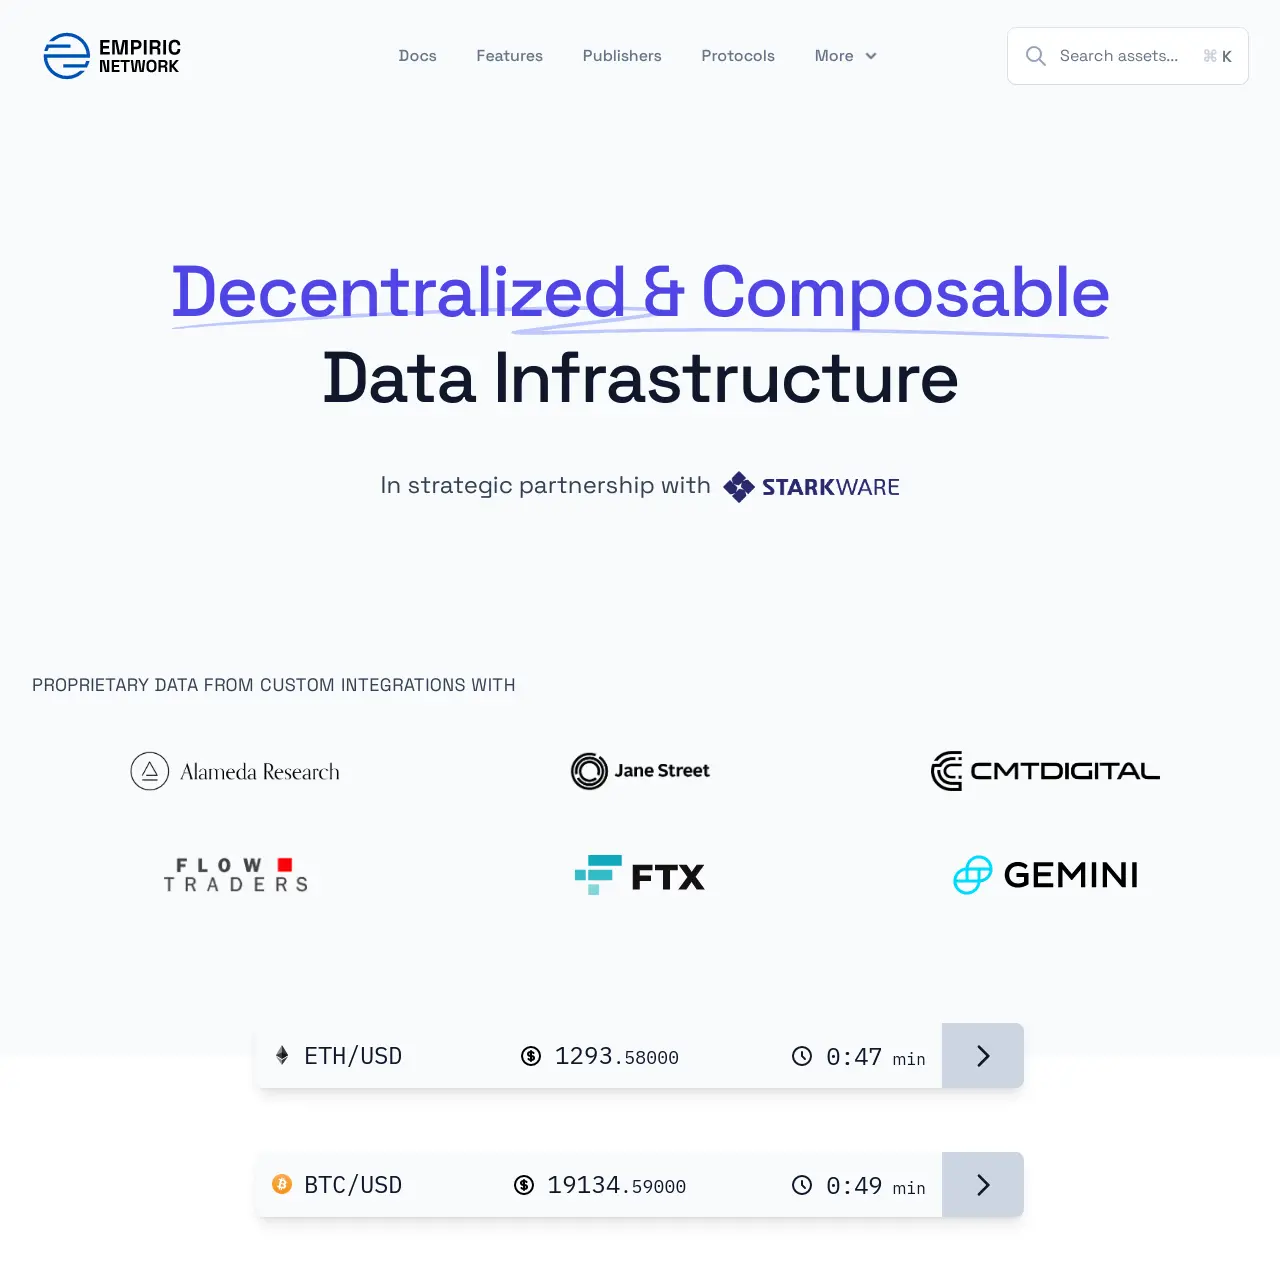 EMPIRIC
NETWORK
Docs Features Publishers Protocols More
Search assets... ⌘ K
Decentralized & Composable
Data Infrastructure
In strategic partnership with STARKWARE
PROPRIETARY DATA FROM CUSTOM INTEGRATIONS WITH
Alameda Research Jane Street CMTDIGITAL
FLOW
TRADERS
FTX GEMINI
ETH/USD 1293.58000 0:47 min
BTC/USD 19134.59000 0:49 min